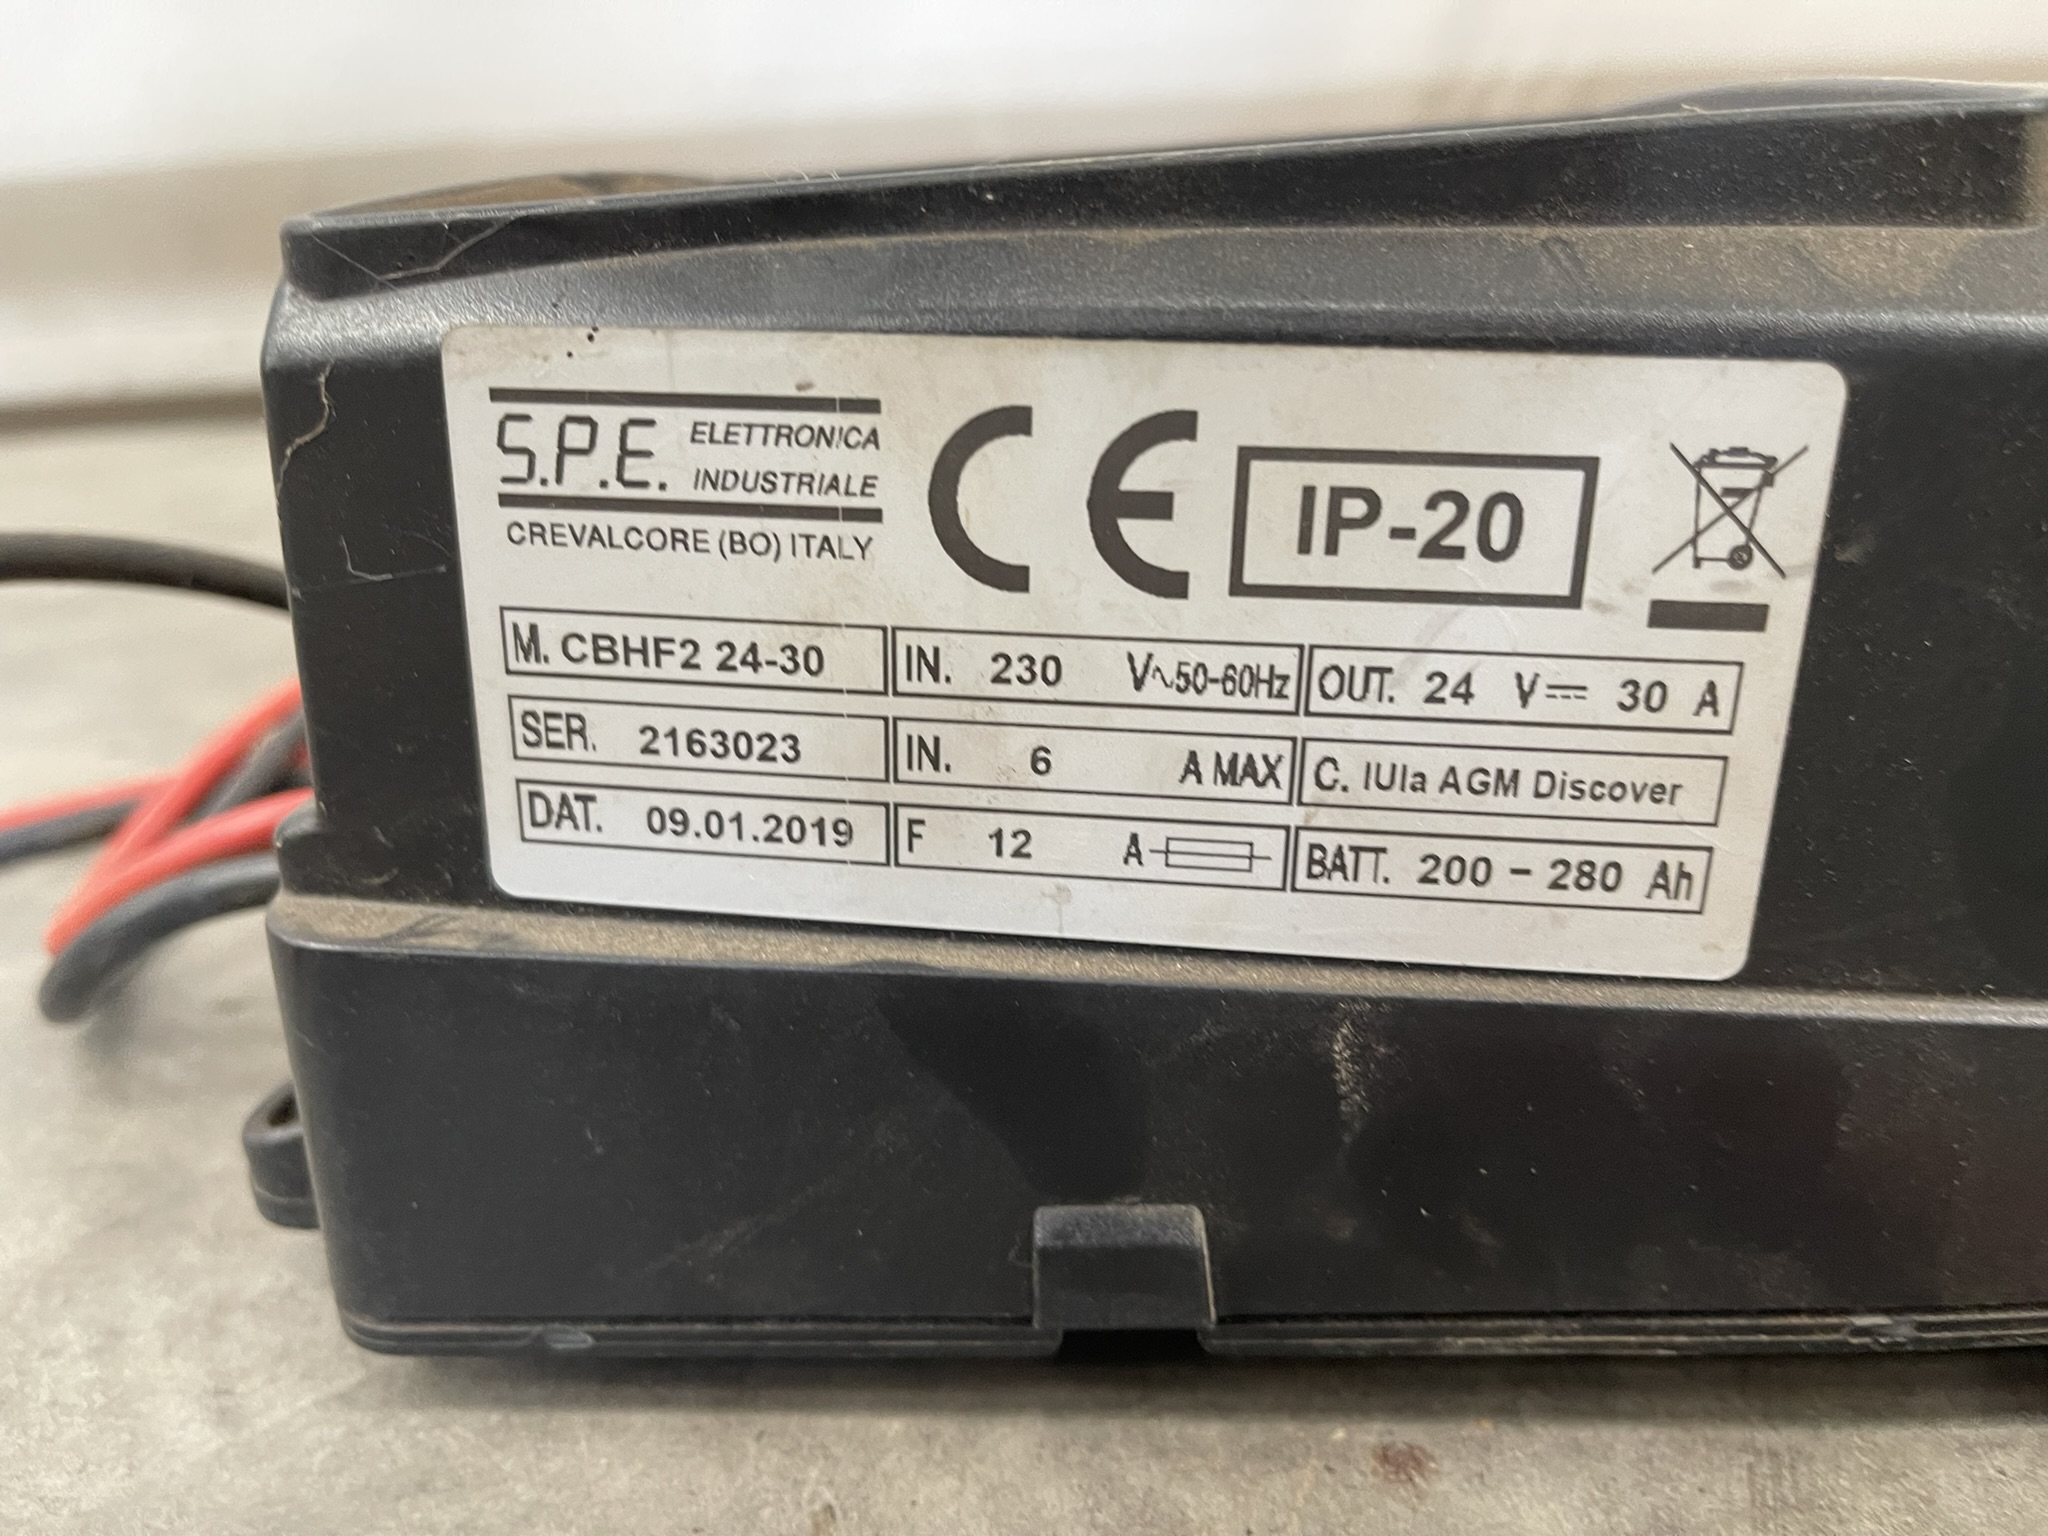 S.P.E. ELETTRONICA
INDUSTRIALE
CREVALCORE (BO) ITALY
CE
IP-20
M. CBHF2 24-30 IN. 230 V~50-60Hz OUT. 24 V⎓ 30 A
SER. 2163023 IN. 6 A MAX C. IUIa AGM Discover
DAT. 09.01.2019 F 12 A BATT. 200 - 280 Ah